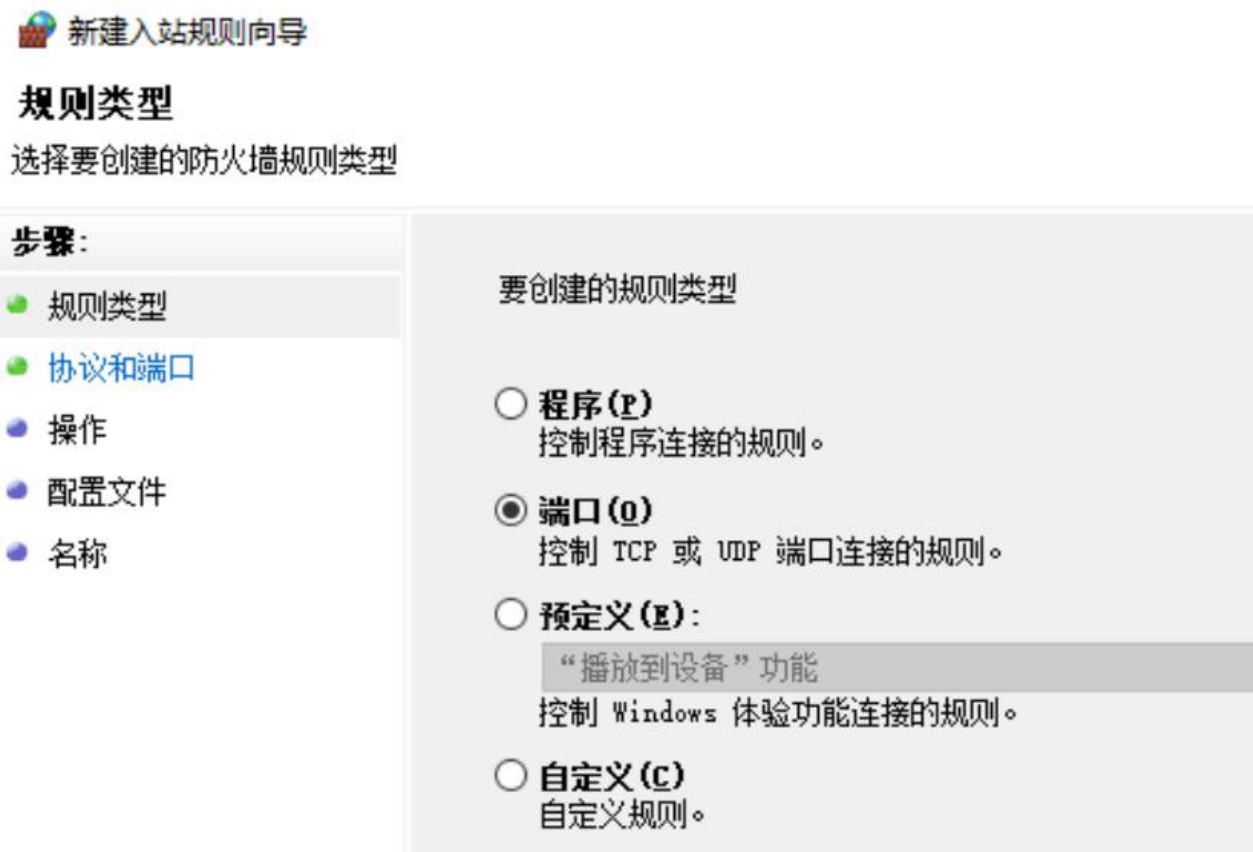 新建入站规则向导
规则类型
选择要创建的防火墙规则类型
步骤:
规则类型
协议和端口
操作
配置文件
名称
要创建的规则类型
程序(P)
控制程序连接的规则。
端口(O)
控制 TCP 或 UDP 端口连接的规则。
预定义(E):
“播放到设备”功能
控制 Windows 体验功能连接的规则。
自定义(C)
自定义规则。